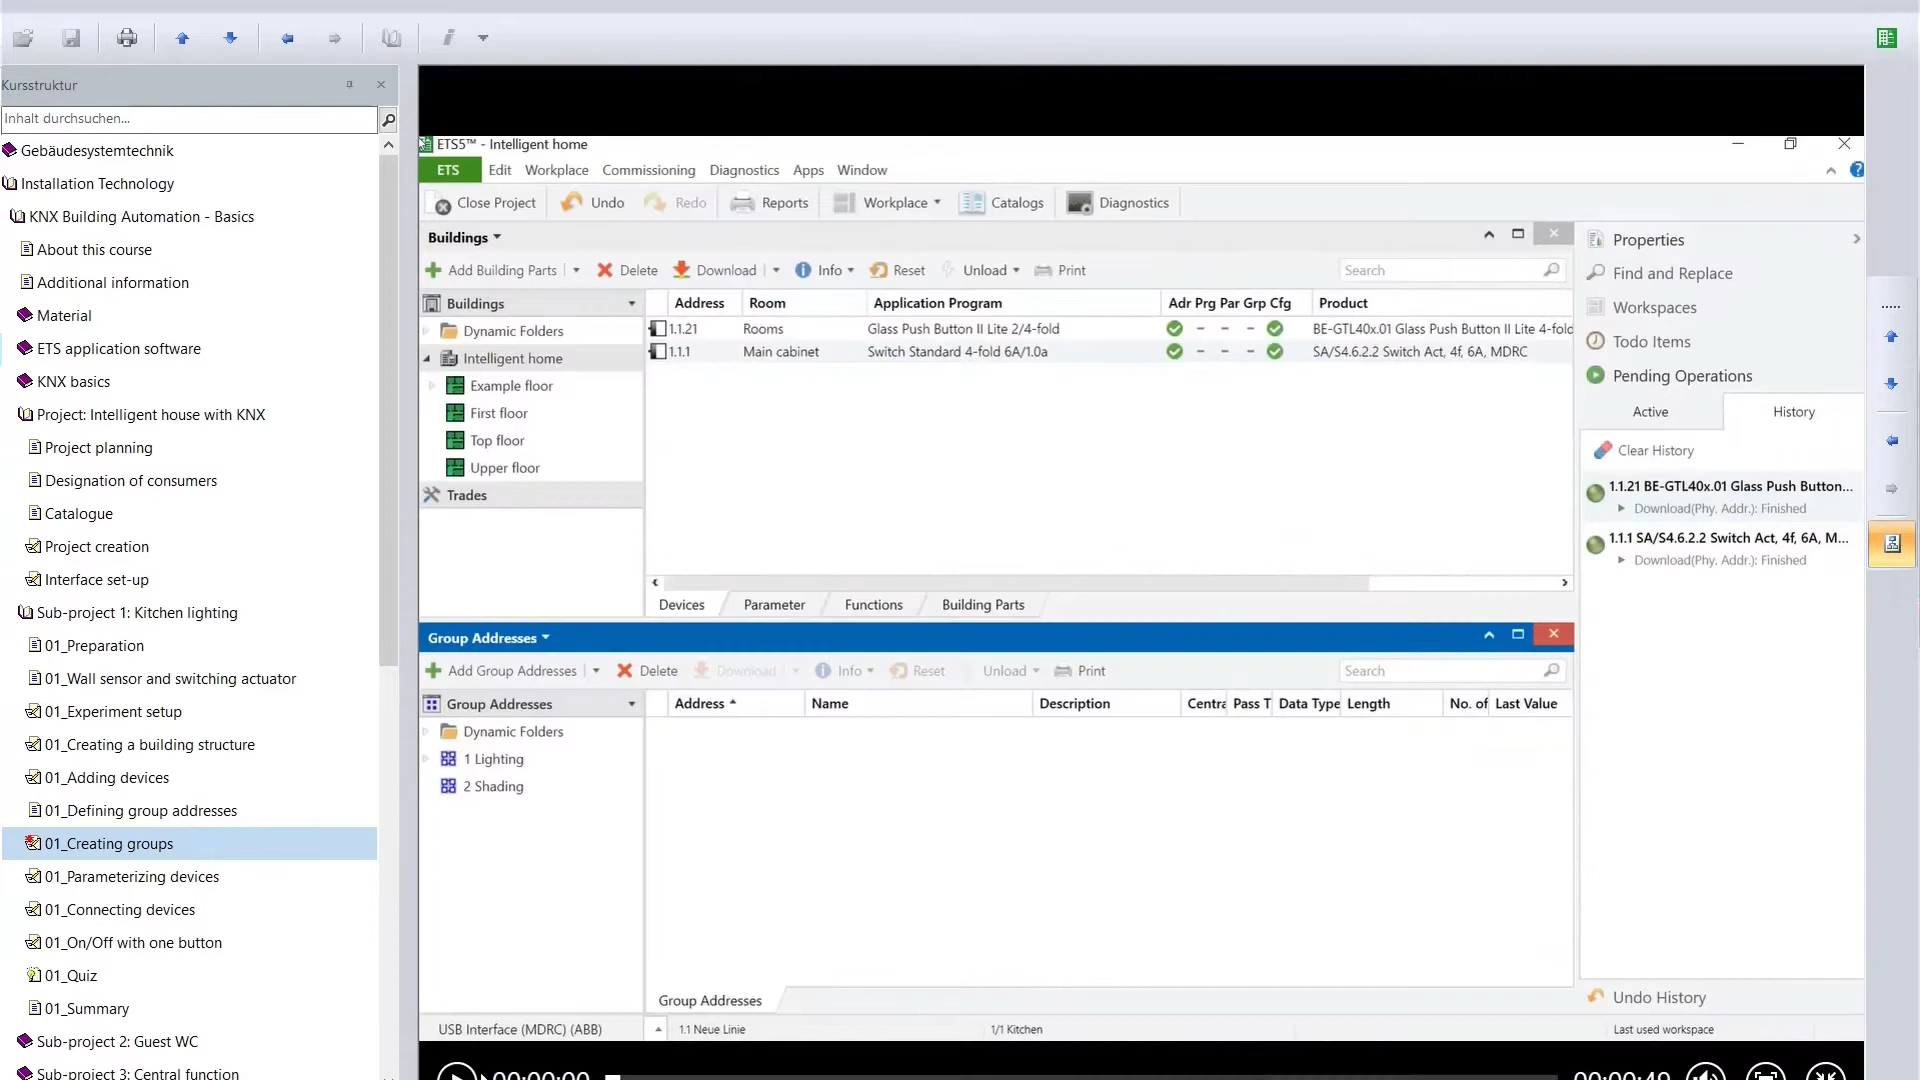 Kursstruktur
Inhalt durchsuchen...
Gebäudesystemtechnik
Installation Technology
KNX Building Automation - Basics
About this course
Additional information
Material
ETS application software
KNX basics
Project: Intelligent house with KNX
Project planning
Designation of consumers
Catalogue
Project creation
Interface set-up
Sub-project 1: Kitchen lighting
01_Preparation
01_Wall sensor and switching actuator
01_Experiment setup
01_Creating a building structure
01_Adding devices
01_Defining group addresses
01_Creating groups
01_Parameterizing devices
01_Connecting devices
01_On/Off with one button
01_Quiz
01_Summary
Sub-project 2: Guest WC
Sub-project 3: Central function
ETS5™ - Intelligent home
ETS Edit Workplace Commissioning Diagnostics Apps Window
Close Project Undo Redo Reports Workplace Catalogs Diagnostics
Buildings
Add Building Parts Delete Download Info Reset Unload Print Search
Buildings
Dynamic Folders
Intelligent home
Example floor
First floor
Top floor
Upper floor
Trades
Address Room Application Program Adr Prg Par Grp Cfg Product
1.1.21 Rooms Glass Push Button II Lite 2/4-fold - - - BE-GTL40x.01 Glass Push Button II Lite 4-fold
1.1.1 Main cabinet Switch Standard 4-fold 6A/1.0a - - - SA/S4.6.2.2 Switch Act, 4f, 6A, MDRC
Devices Parameter Functions Building Parts
Group Addresses
Add Group Addresses Delete Download Info Reset Unload Print Search
Group Addresses
Dynamic Folders
1 Lighting
2 Shading
Address Name Description Centra Pass T Data Type Length No. of Last Value
Group Addresses
USB Interface (MDRC) (ABB) 1.1 Neue Linie 1/1 Kitchen Last used workspace
Properties
Find and Replace
Workspaces
Todo Items
Pending Operations
Active History
Clear History
1.1.21 BE-GTL40x.01 Glass Push Button...
Download(Phy. Addr.): Finished
1.1.1 SA/S4.6.2.2 Switch Act, 4f, 6A, M...
Download(Phy. Addr.): Finished
Undo History
00:00:00
00:00:49